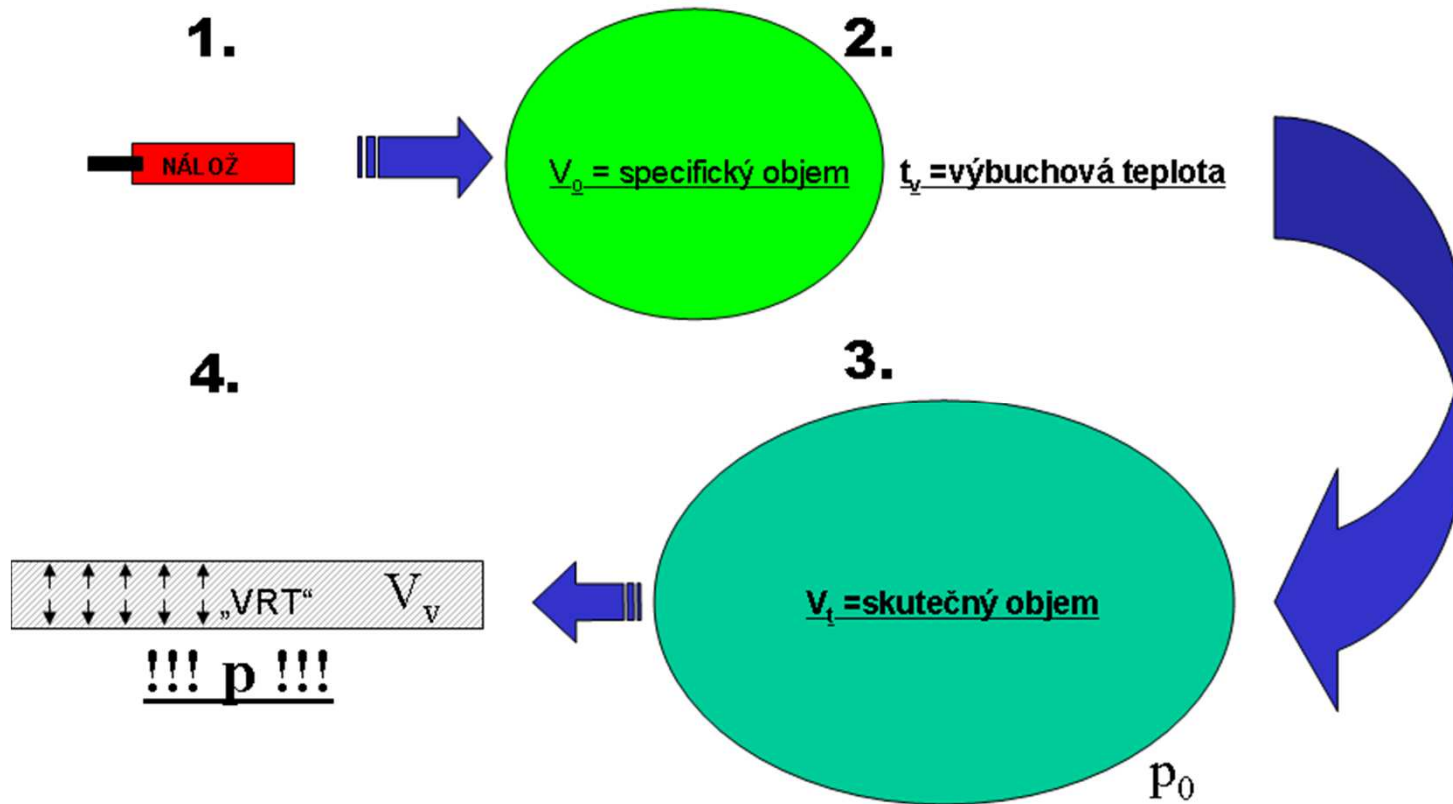 1.
2.
NÁLOŽ
V₀ = specifický objem
tᵥ =výbuchová teplota
4.
3.
„VRT“
Vᵥ
Vₜ =skutečný objem
!!! p !!!
p₀